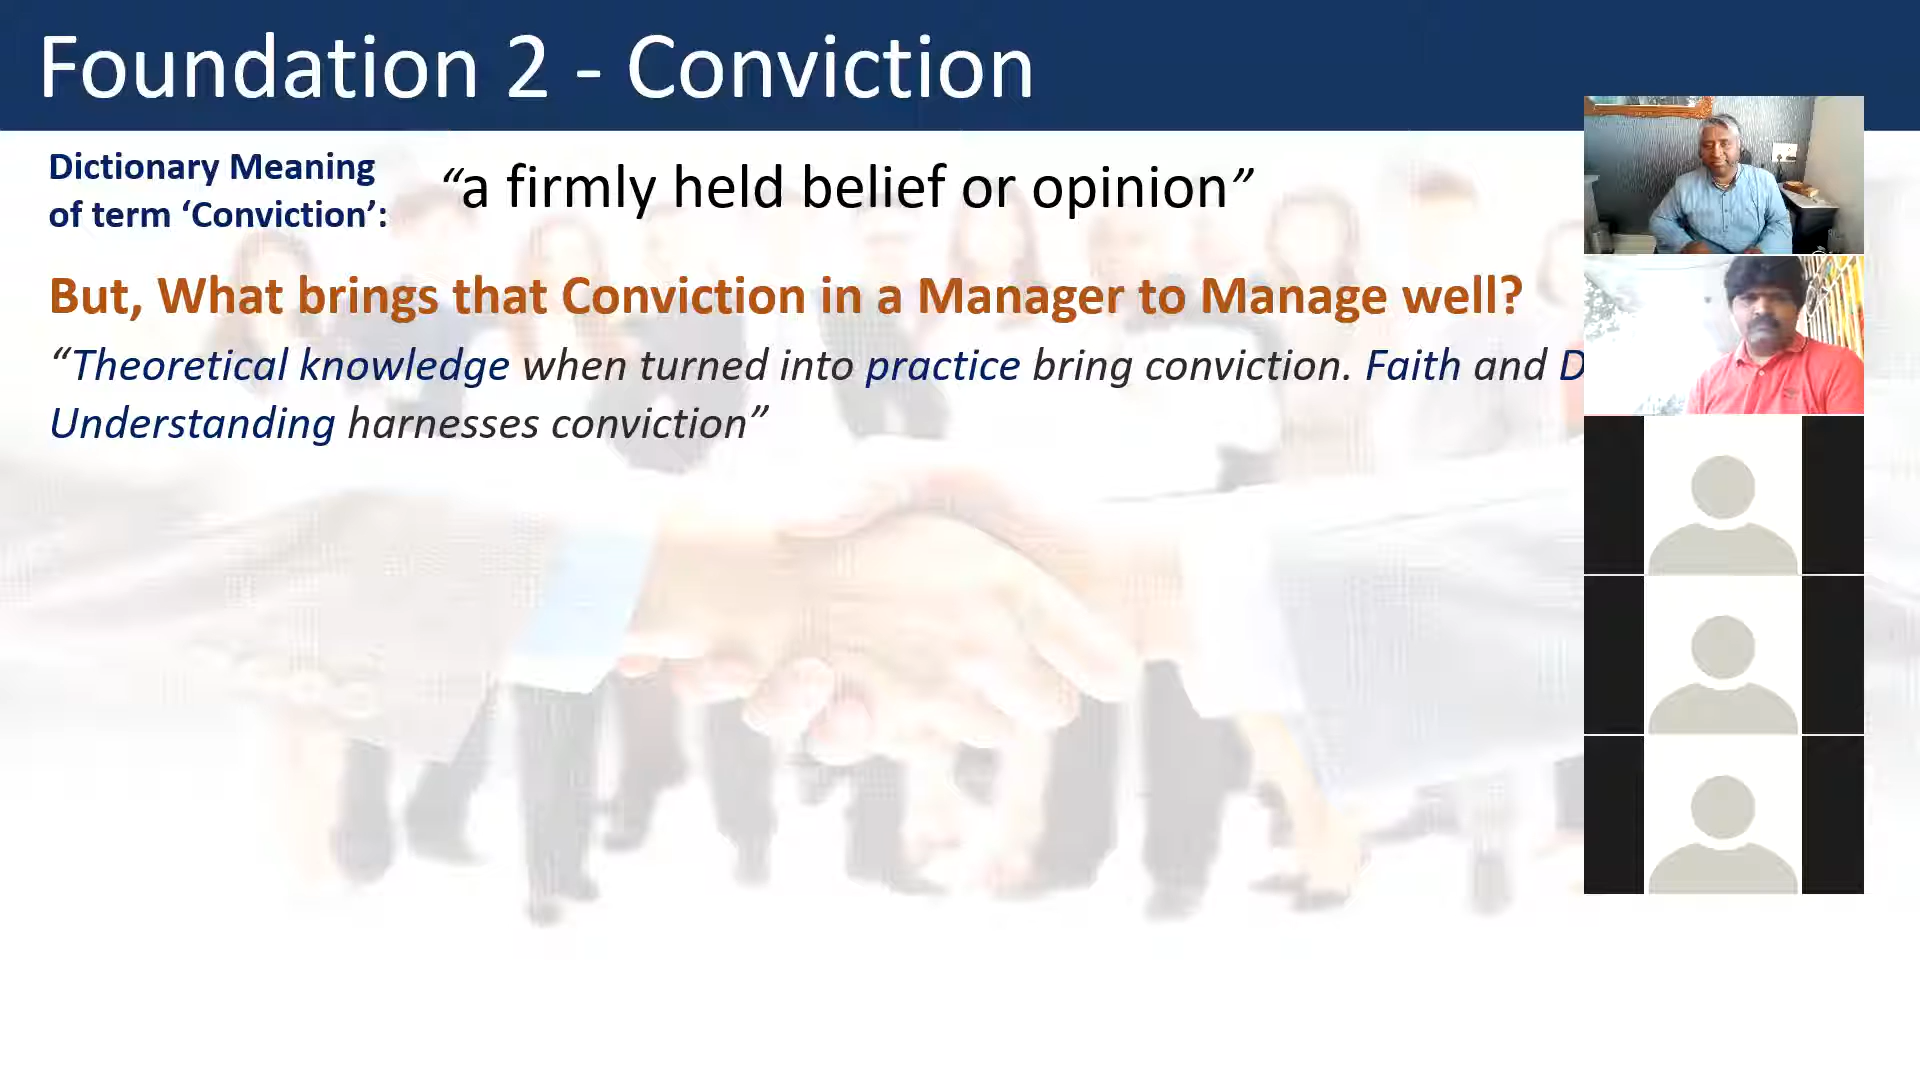 Foundation 2 - Conviction
Dictionary Meaning
of term ‘Conviction’:
“a firmly held belief or opinion”
But, What brings that Conviction in a Manager to Manage well?
“Theoretical knowledge when turned into practice bring conviction. Faith and
Understanding harnesses conviction”